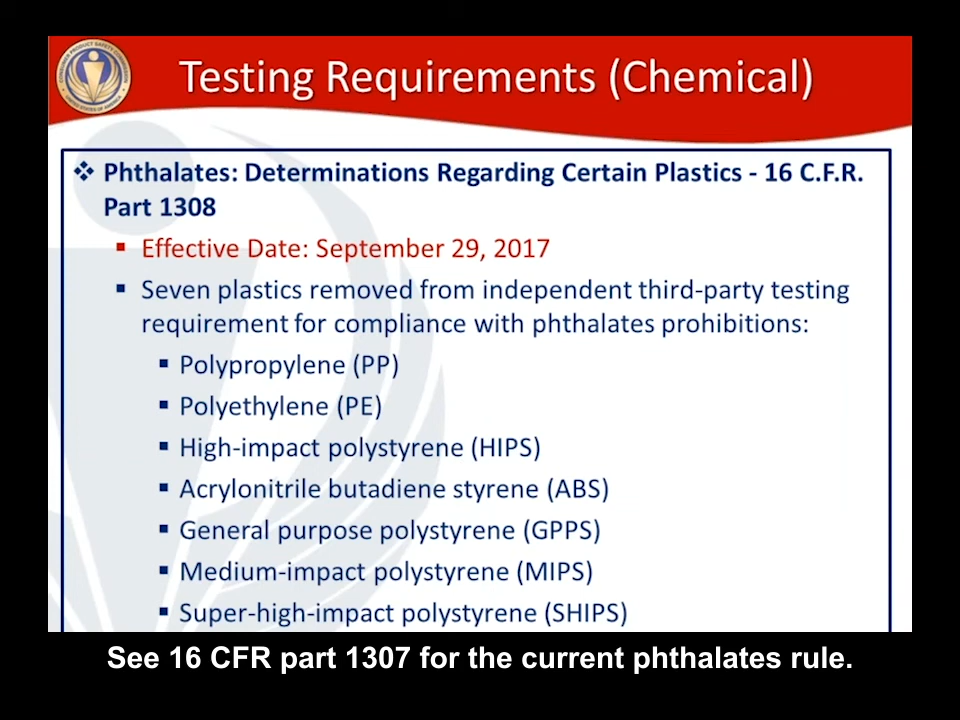 Testing Requirements (Chemical)
❖ Phthalates: Determinations Regarding Certain Plastics - 16 C.F.R.
Part 1308
▪ Effective Date: September 29, 2017
▪ Seven plastics removed from independent third-party testing
requirement for compliance with phthalates prohibitions:
▪ Polypropylene (PP)
▪ Polyethylene (PE)
▪ High-impact polystyrene (HIPS)
▪ Acrylonitrile butadiene styrene (ABS)
▪ General purpose polystyrene (GPPS)
▪ Medium-impact polystyrene (MIPS)
▪ Super-high-impact polystyrene (SHIPS)
See 16 CFR part 1307 for the current phthalates rule.